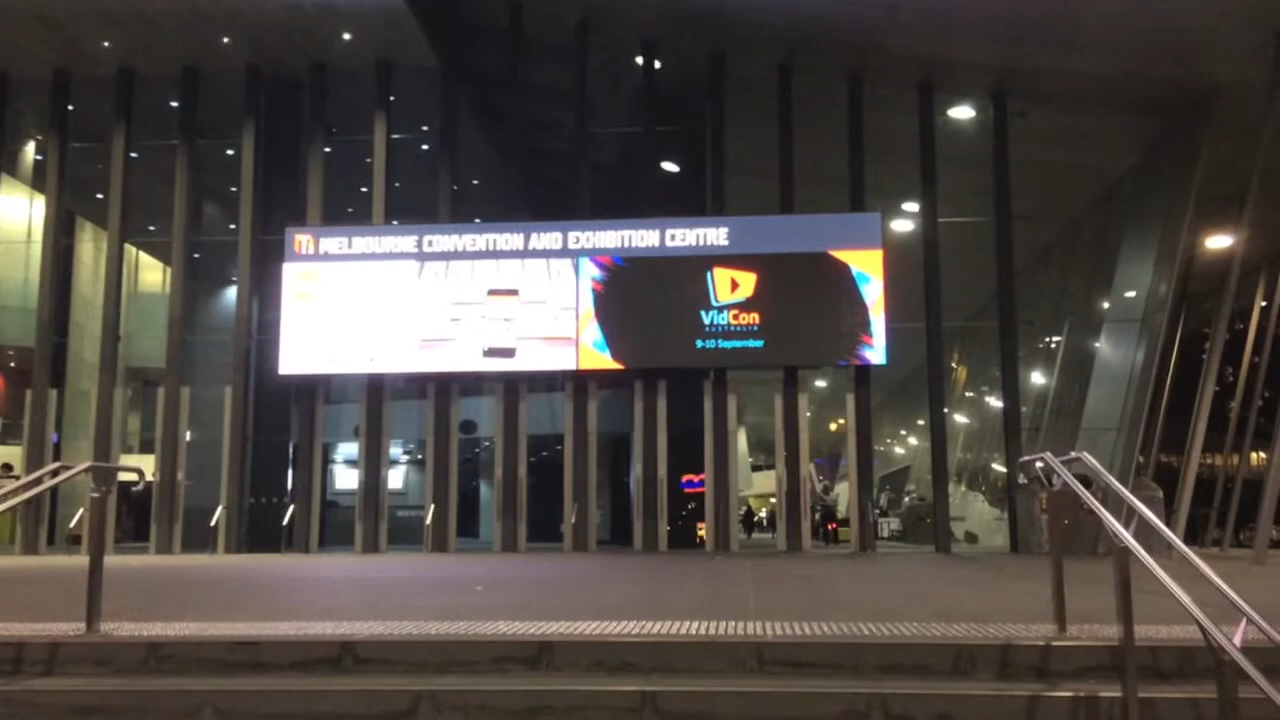 MELBOURNE CONVENTION AND EXHIBITION CENTRE
VidCon
AUSTRALIA
9-10 September